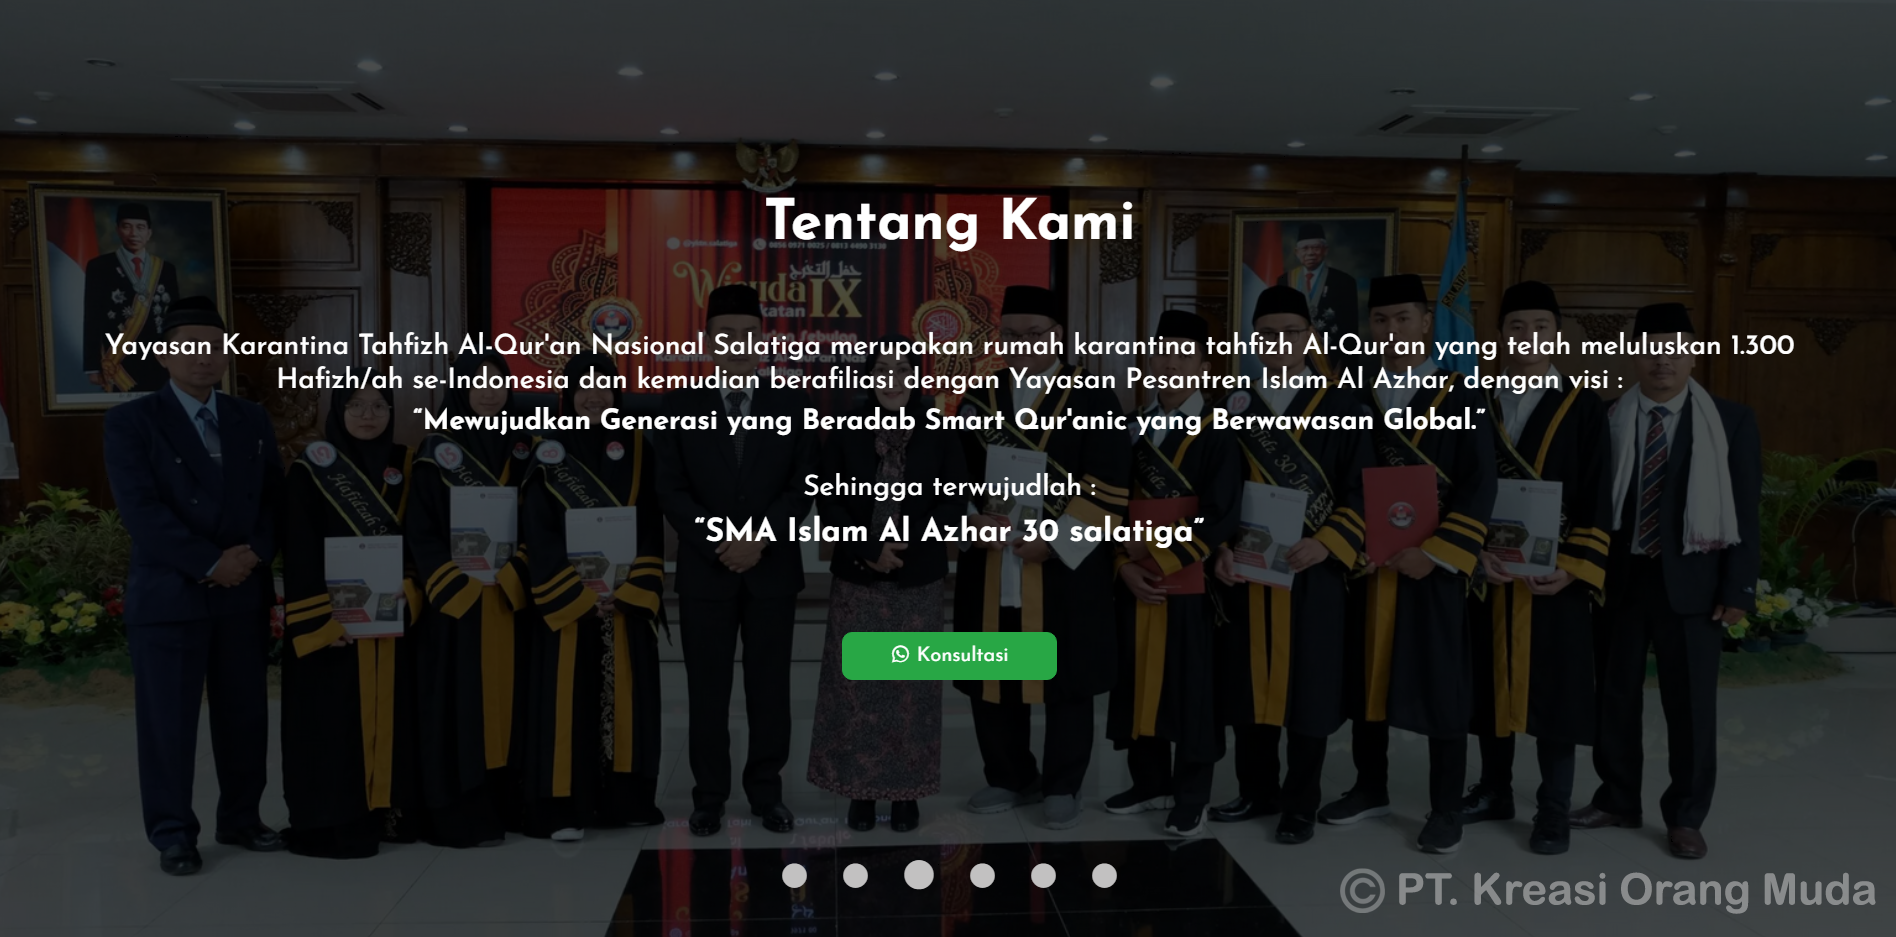 Tentang Kami
حفل التخرج
IX
Yayasan Karantina Tahfizh Al-Qur'an Nasional Salatiga merupakan rumah karantina tahfizh Al-Qur'an yang telah meluluskan 1.300
Hafizh/ah se-Indonesia dan kemudian berafiliasi dengan Yayasan Pesantren Islam Al Azhar, dengan visi :
“Mewujudkan Generasi yang Beradab Smart Qur'anic yang Berwawasan Global.”
Sehingga terwujudlah :
“SMA Islam Al Azhar 30 salatiga”
Konsultasi
© PT. Kreasi Orang Muda